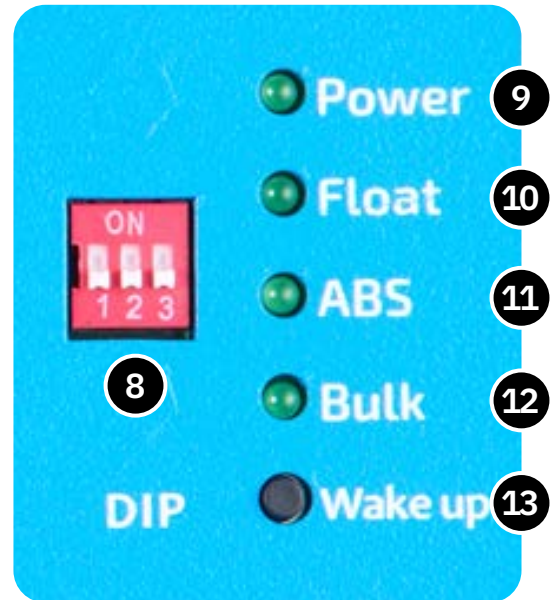 Power 9
Float 10
ON
1 2 3
ABS 11
8
Bulk 12
DIP
Wake up 13